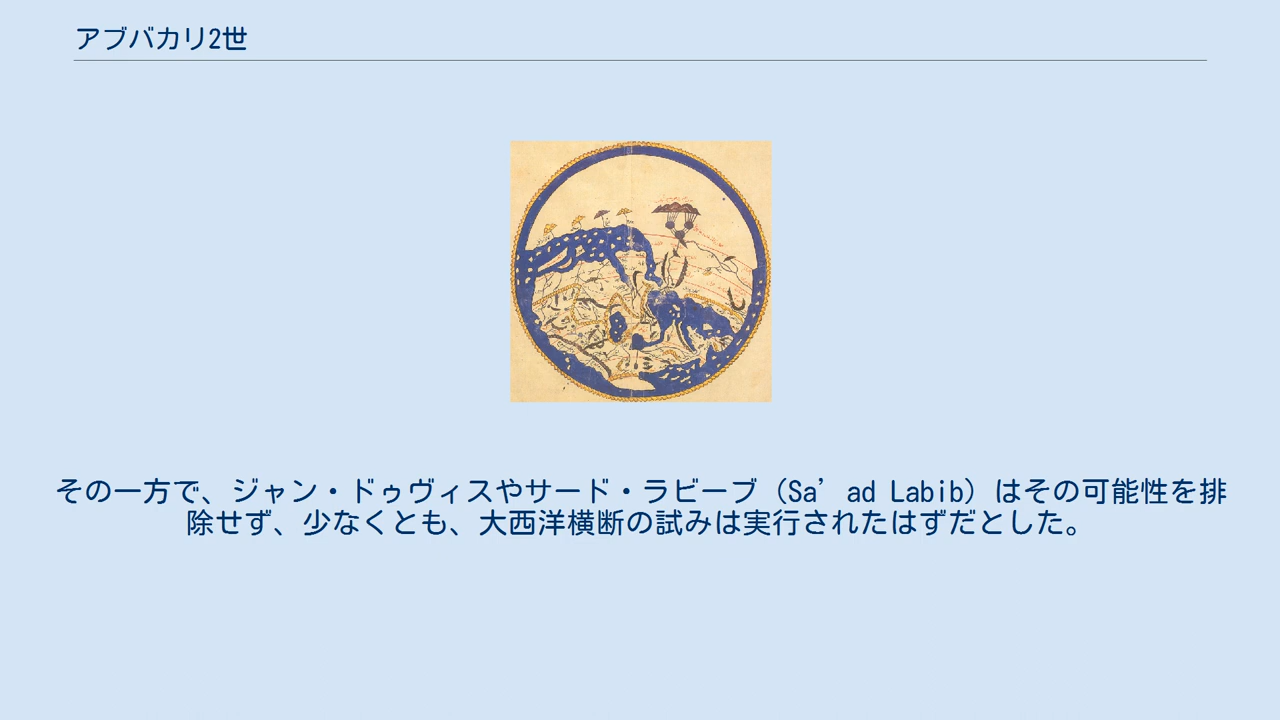 アブバカリ2世
その一方で、ジャン・ドゥヴィスやサード・ラビーブ（Sa’ad Labib）はその可能性を排
除せず、少なくとも、大西洋横断の試みは実行されたはずだとした。